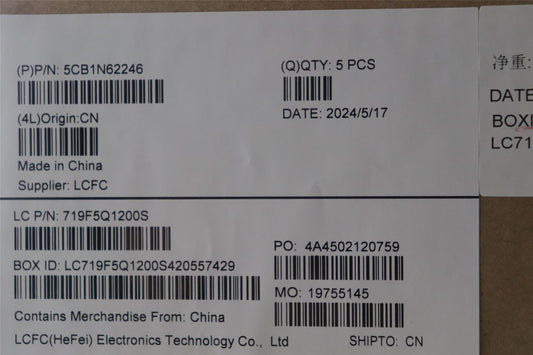 (P)P/N: 5CB1N62246
(Q)QTY: 5 PCS
(4L)Origin:CN
DATE: 2024/5/17
Made in China
Supplier: LCFC
LC P/N: 719F5Q1200S
PO: 4A4502120759
BOX ID: LC719F5Q1200S420557429
MO: 19755145
Contains Merchandise From: China
LCFC(HeFei) Electronics Technology Co., Ltd
SHIPTO: CN
净重:
DATE
BOXI
LC71